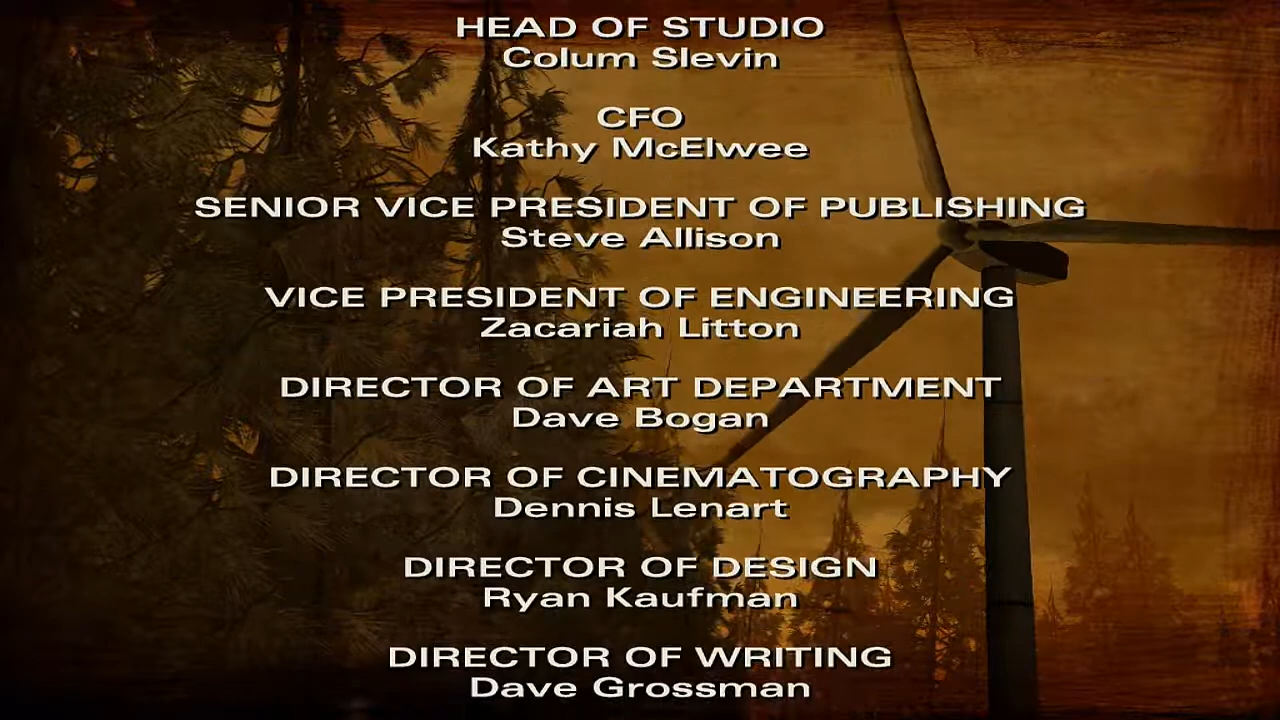 HEAD OF STUDIO
Colum Slevin
CFO
Kathy McElwee
SENIOR VICE PRESIDENT OF PUBLISHING
Steve Allison
VICE PRESIDENT OF ENGINEERING
Zacariah Litton
DIRECTOR OF ART DEPARTMENT
Dave Bogan
DIRECTOR OF CINEMATOGRAPHY
Dennis Lenart
DIRECTOR OF DESIGN
Ryan Kaufman
DIRECTOR OF WRITING
Dave Grossman